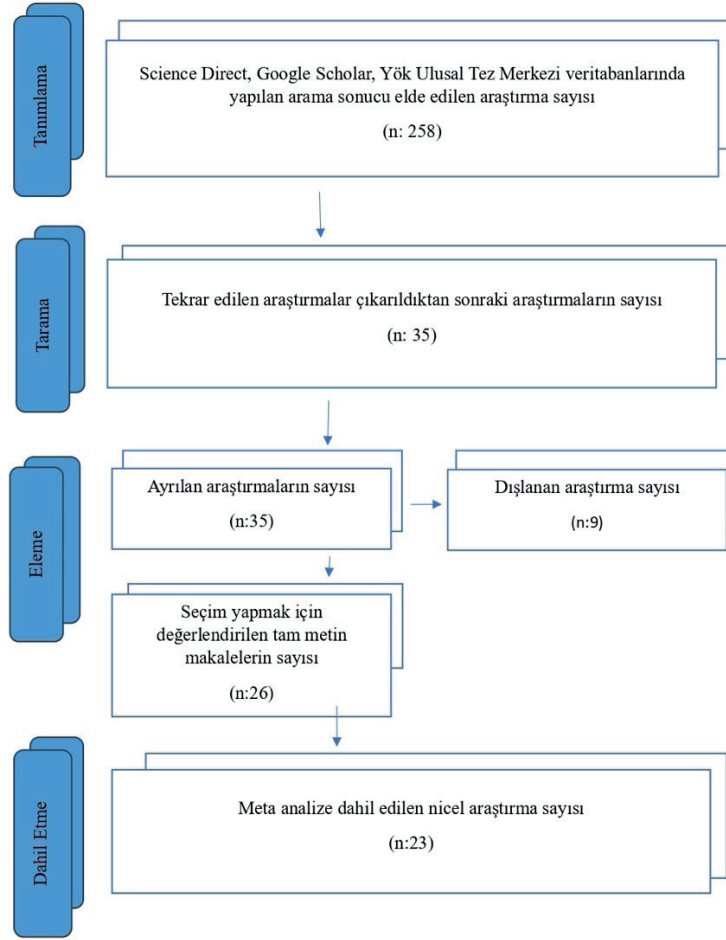 Tanımlama
Science Direct, Google Scholar, Yök Ulusal Tez Merkezi veritabanlarında
yapılan arama sonucu elde edilen araştırma sayısı
(n: 258)
Tarama
Tekrar edilen araştırmalar çıkarıldıktan sonraki araştırmaların sayısı
(n: 35)
Eleme
Ayrılan araştırmaların sayısı
(n:35)
Dışlanan araştırma sayısı
(n:9)
Seçim yapmak için
değerlendirilen tam metin
makalelerin sayısı
(n:26)
Dahil Etme
Meta analize dahil edilen nicel araştırma sayısı
(n:23)